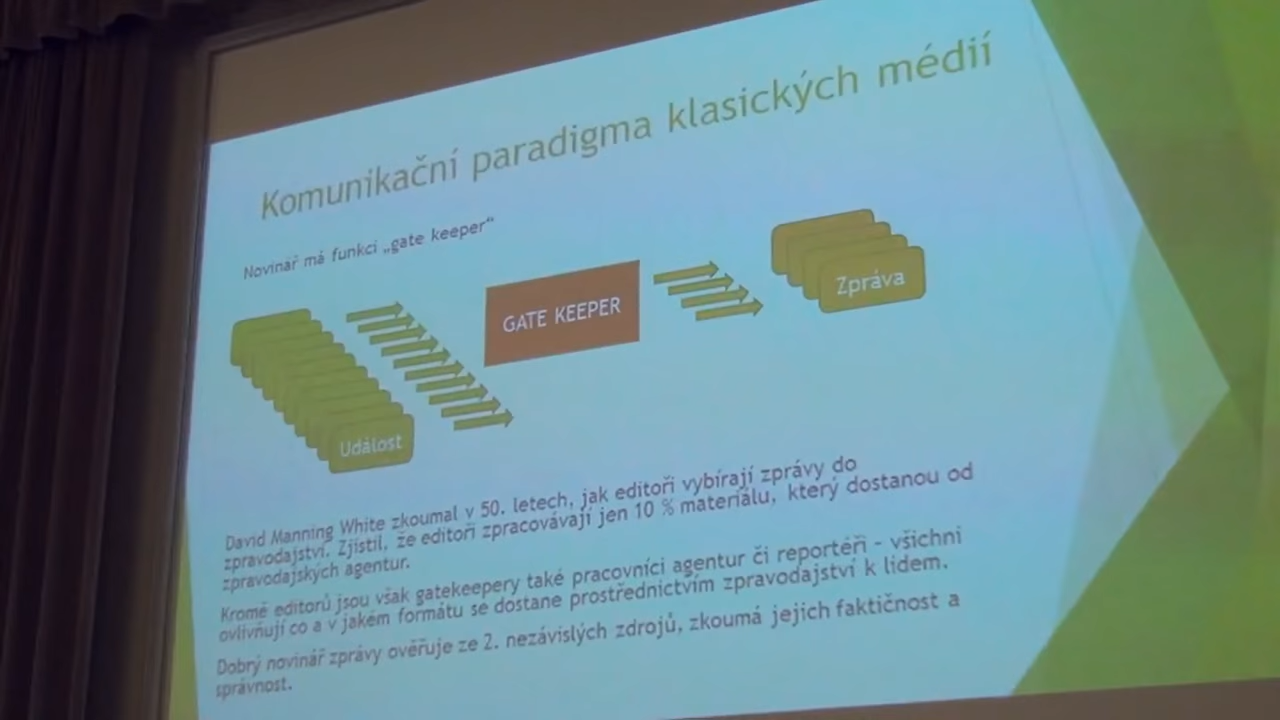 Komunikační paradigma klasických médií
Novinář má funkci „gate keeper“
GATE KEEPER
Zpráva
Událost
David Manning White zkoumal v 50. letech, jak editoři vybírají zprávy do
zpravodajství. Zjistil, že editoři zpracovávají jen 10 % materiálu, který dostanou od
zpravodajských agentur.
Kromě editorů jsou však gatekeepery také pracovníci agentur či reportéři - všichni
ovlivňují co a v jakém formátu se dostane prostřednictvím zpravodajství k lidem.
Dobrý novinář zprávy ověřuje ze 2. nezávislých zdrojů, zkoumá jejich faktičnost a
správnost.